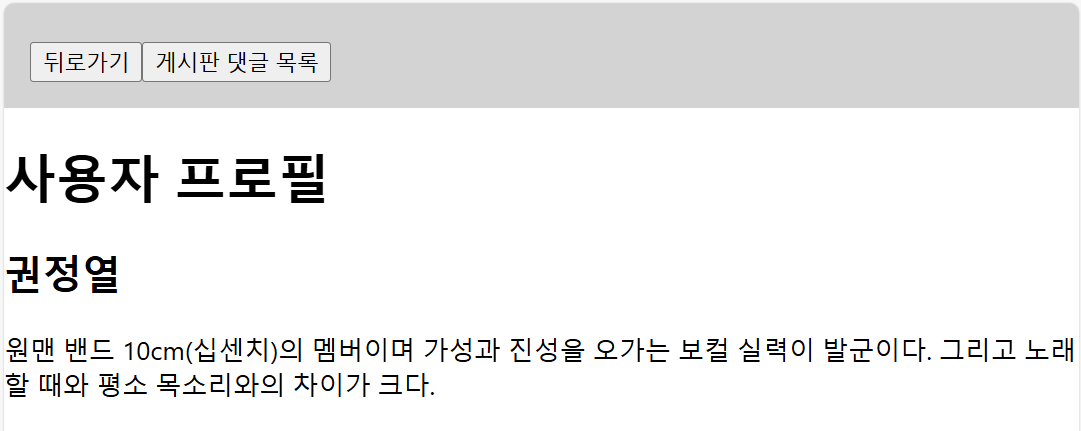 뒤로가기 게시판 댓글 목록
사용자 프로필
권정열
원맨 밴드 10cm(십센치)의 멤버이며 가성과 진성을 오가는 보컬 실력이 발군이다. 그리고 노래
할 때와 평소 목소리와의 차이가 크다.